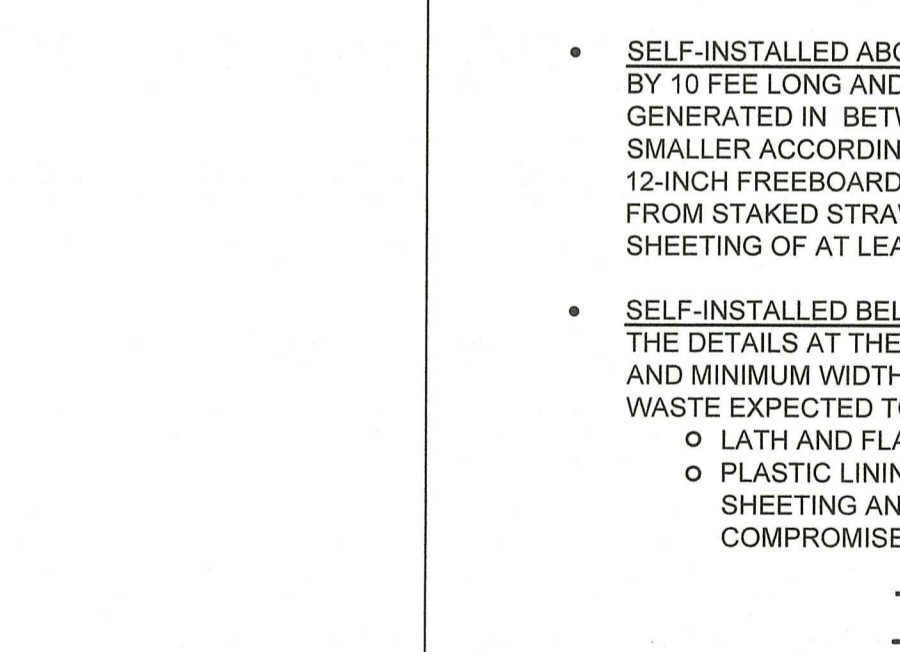 • SELF-INSTALLED
BY 10 FEE LONG AND
GENERATED IN BETW
SMALLER ACCORDIN
12-INCH FREEBOARD
FROM STAKED STRA
SHEETING OF AT LEA
• SELF-INSTALLED BEL
THE DETAILS AT THE
AND MINIMUM WIDTH
WASTE EXPECTED T
o LATH AND FLA
o PLASTIC LININ
SHEETING AN
COMPROMISE